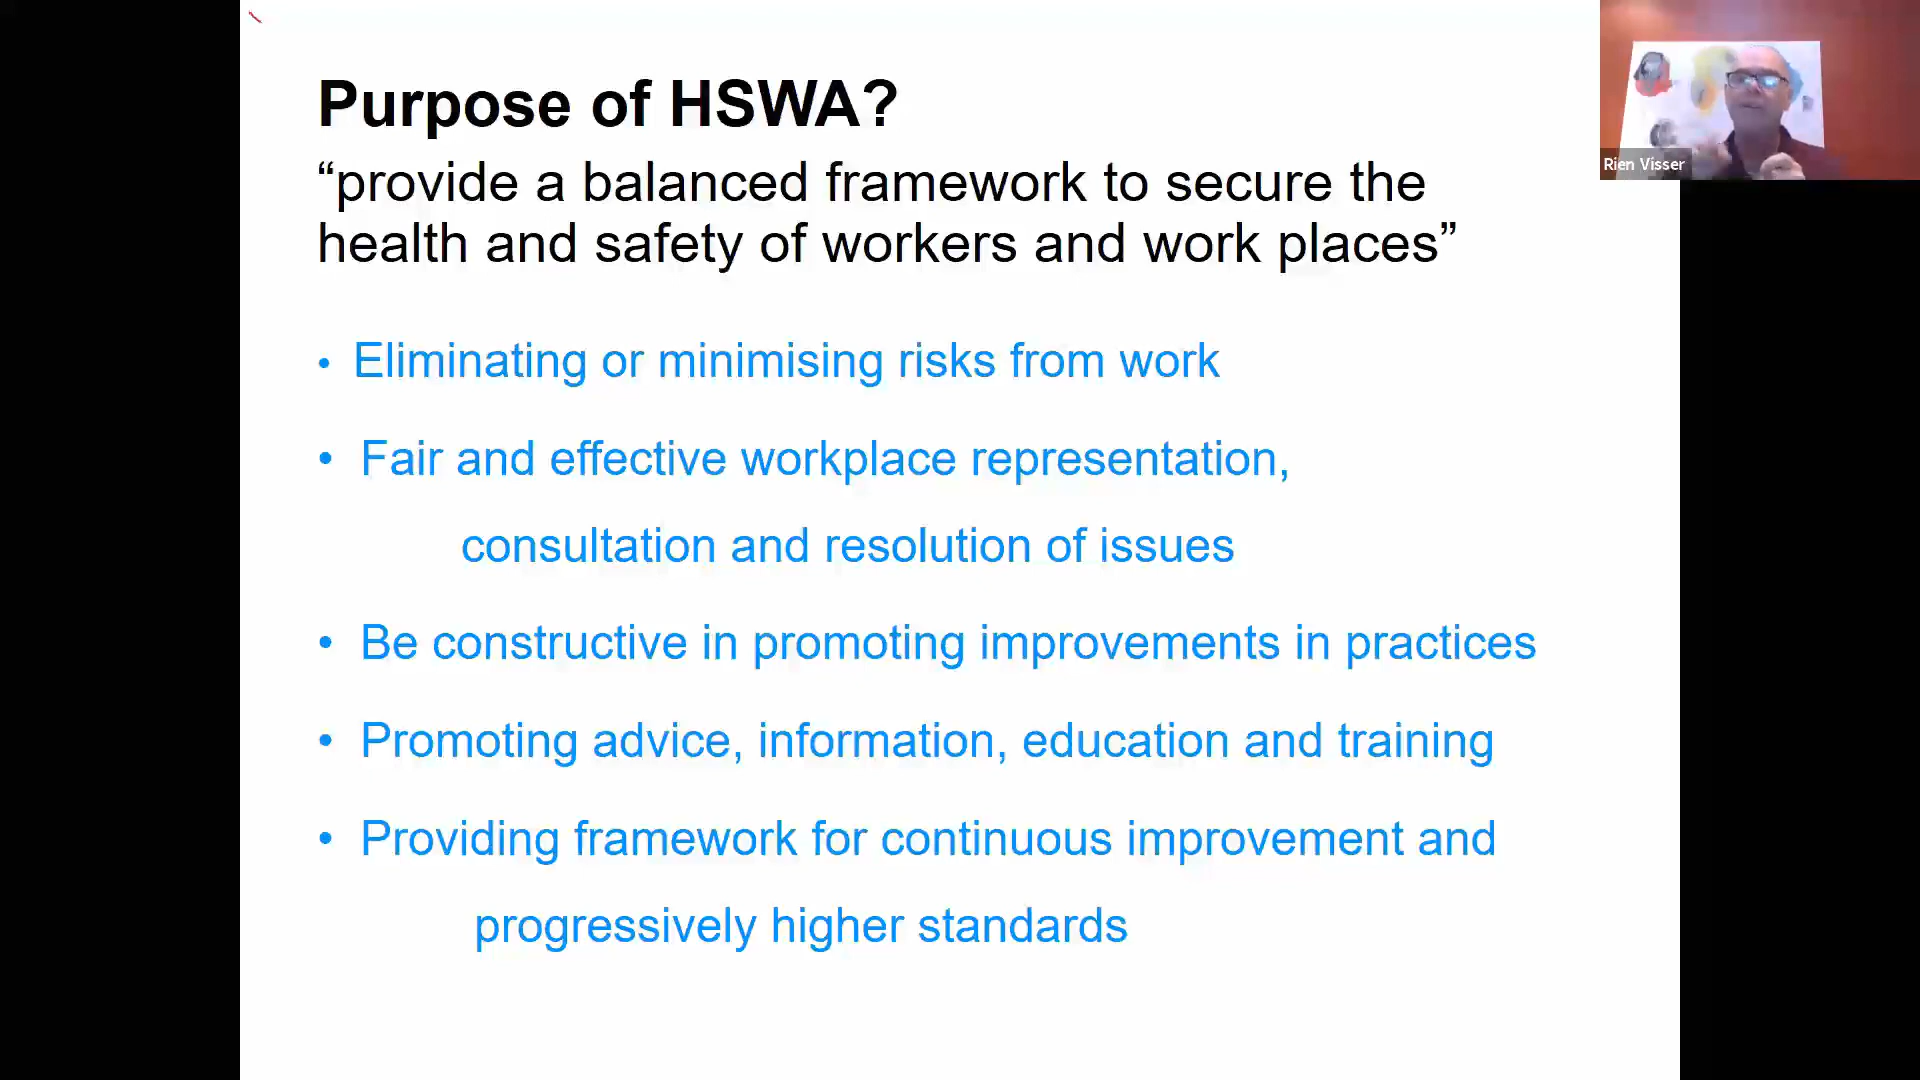 Purpose of HSWA?
“provide a balanced framework to secure the
health and safety of workers and work places”
• Eliminating or minimising risks from work
• Fair and effective workplace representation,
consultation and resolution of issues
• Be constructive in promoting improvements in practices
• Promoting advice, information, education and training
• Providing framework for continuous improvement and
progressively higher standards
Rien Visser